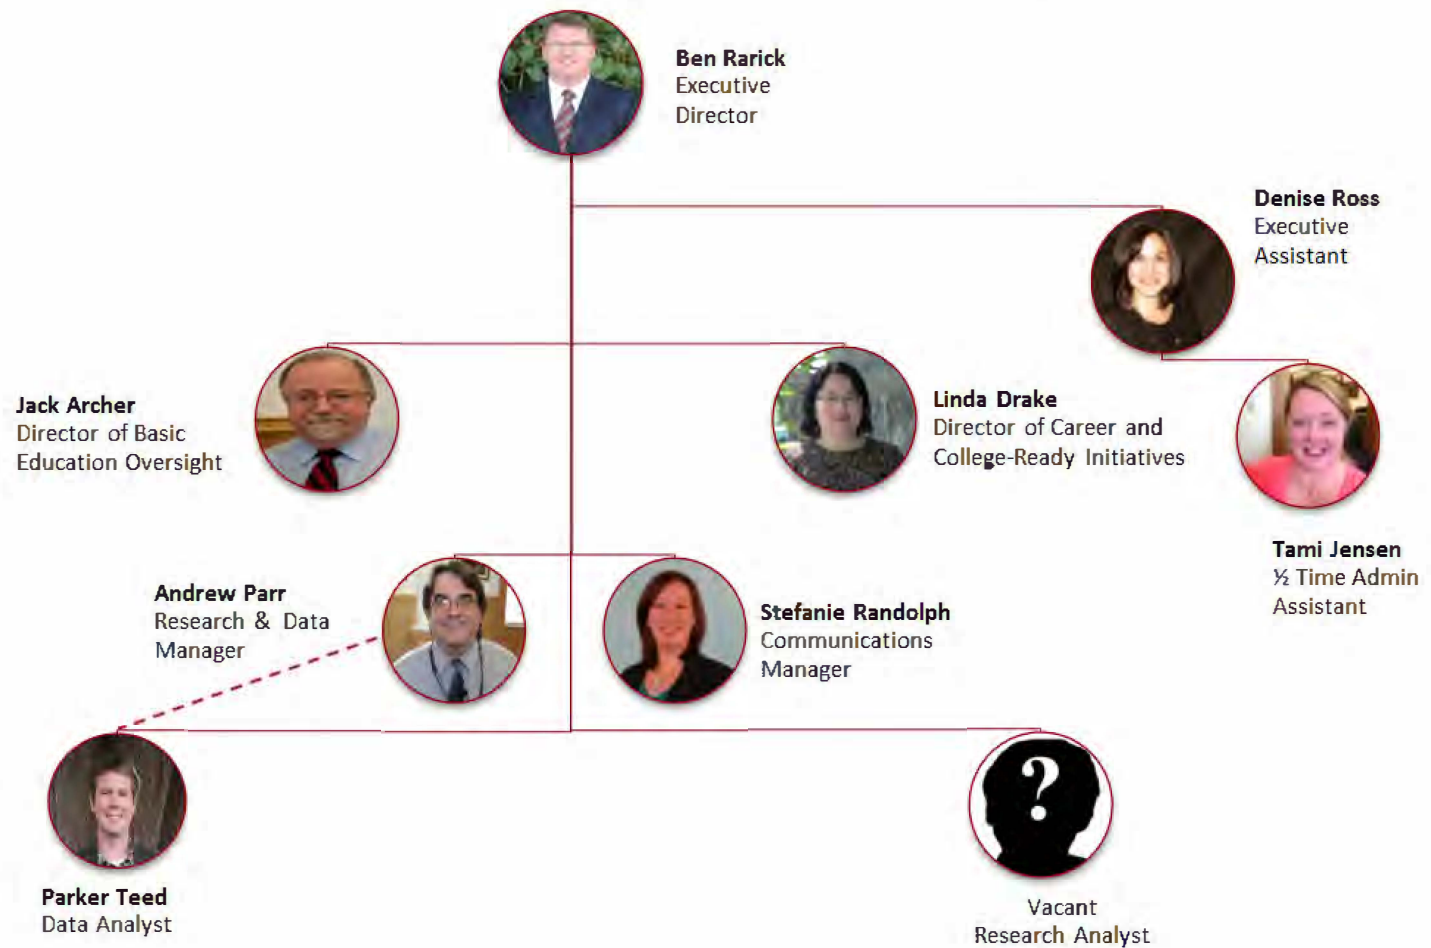 Ben Rarick
Executive
Director
Denise Ross
Executive
Assistant
Jack Archer
Director of Basic
Education Oversight
Linda Drake
Director of Career and
College-Ready Initiatives
Tami Jensen
½ Time Admin
Assistant
Andrew Parr
Research & Data
Manager
Stefanie Randolph
Communications
Manager
?
Parker Teed
Data Analyst
Vacant
Research Analyst